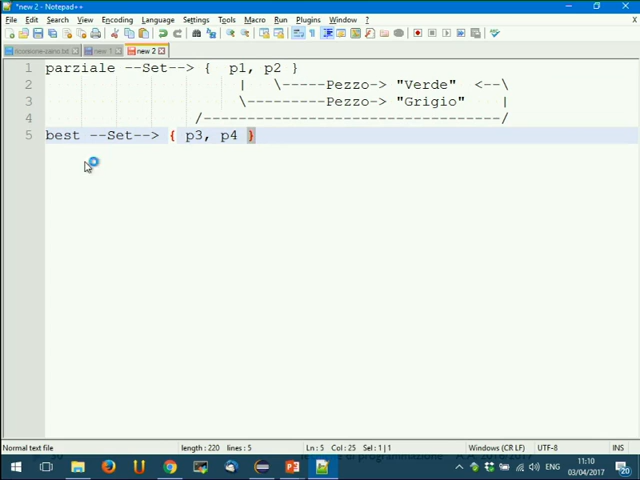 *new 2 - Notepad++
File Edit Search View Encoding Language Settings Tools Macro Run Plugins Window ? X
new 1 new 2
1 parziale --Set--> { p1, p2 }
2 | \-----Pezzo-> "Verde" <--\
3 \---------Pezzo-> "Grigio" |
4 /----------------------------------/
5 best --Set--> { p3, p4 }
Normal text file length : 220 lines : 5 Ln : 5 Col : 25 Sel : 1 | 1 Windows (CR LF) UTF-8 INS
11:10
03/04/2017
20